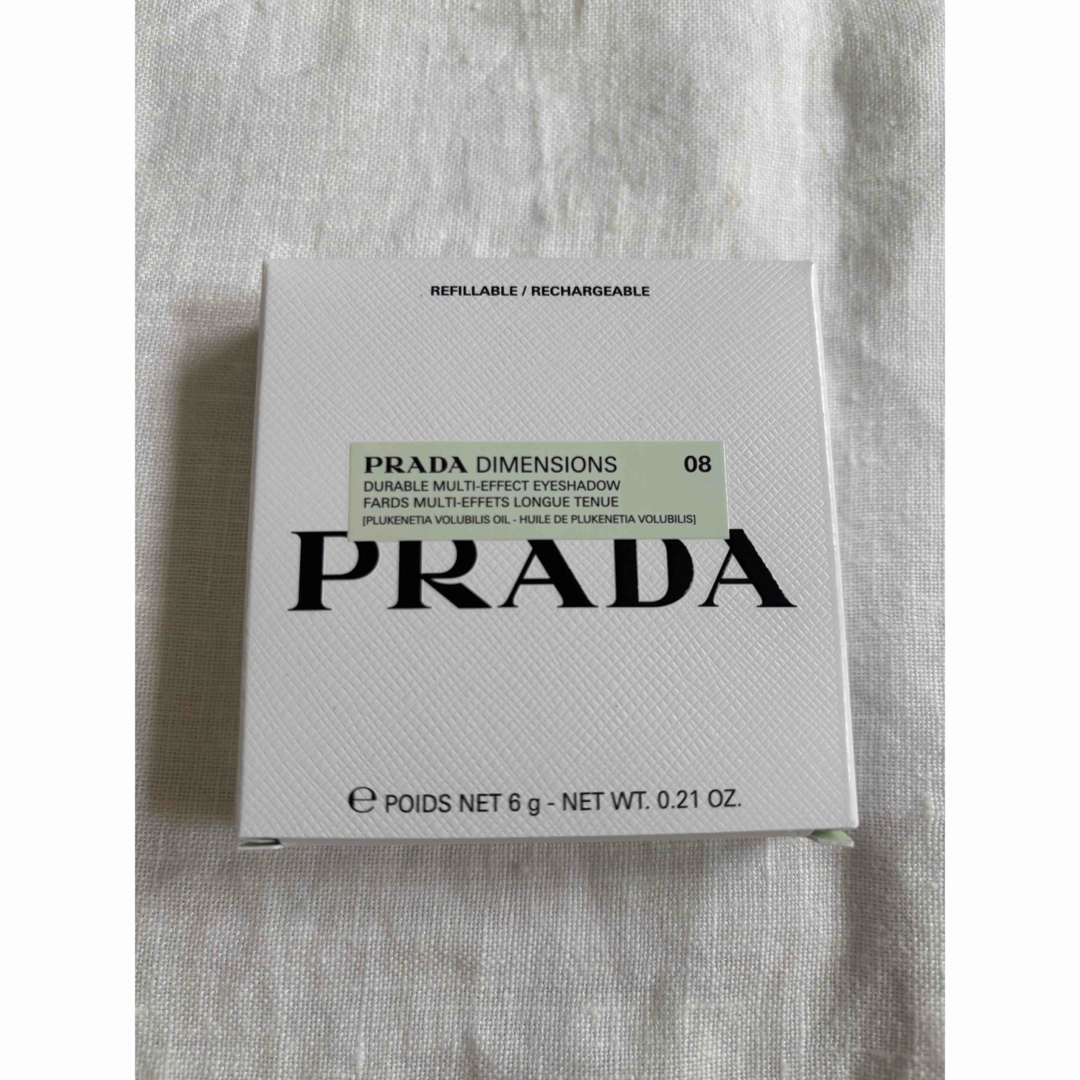 REFILLABLE / RECHARGEABLE
PRADA DIMENSIONS 08
DURABLE MULTI-EFFECT EYESHADOW
FARDS MULTI-EFFETS LONGUE TENUE
[PLUKENETIA VOLUBILIS OIL - HUILE DE PLUKENETIA VOLUBILIS]
PRADA
℮ POIDS NET 6 g - NET WT. 0.21 OZ.